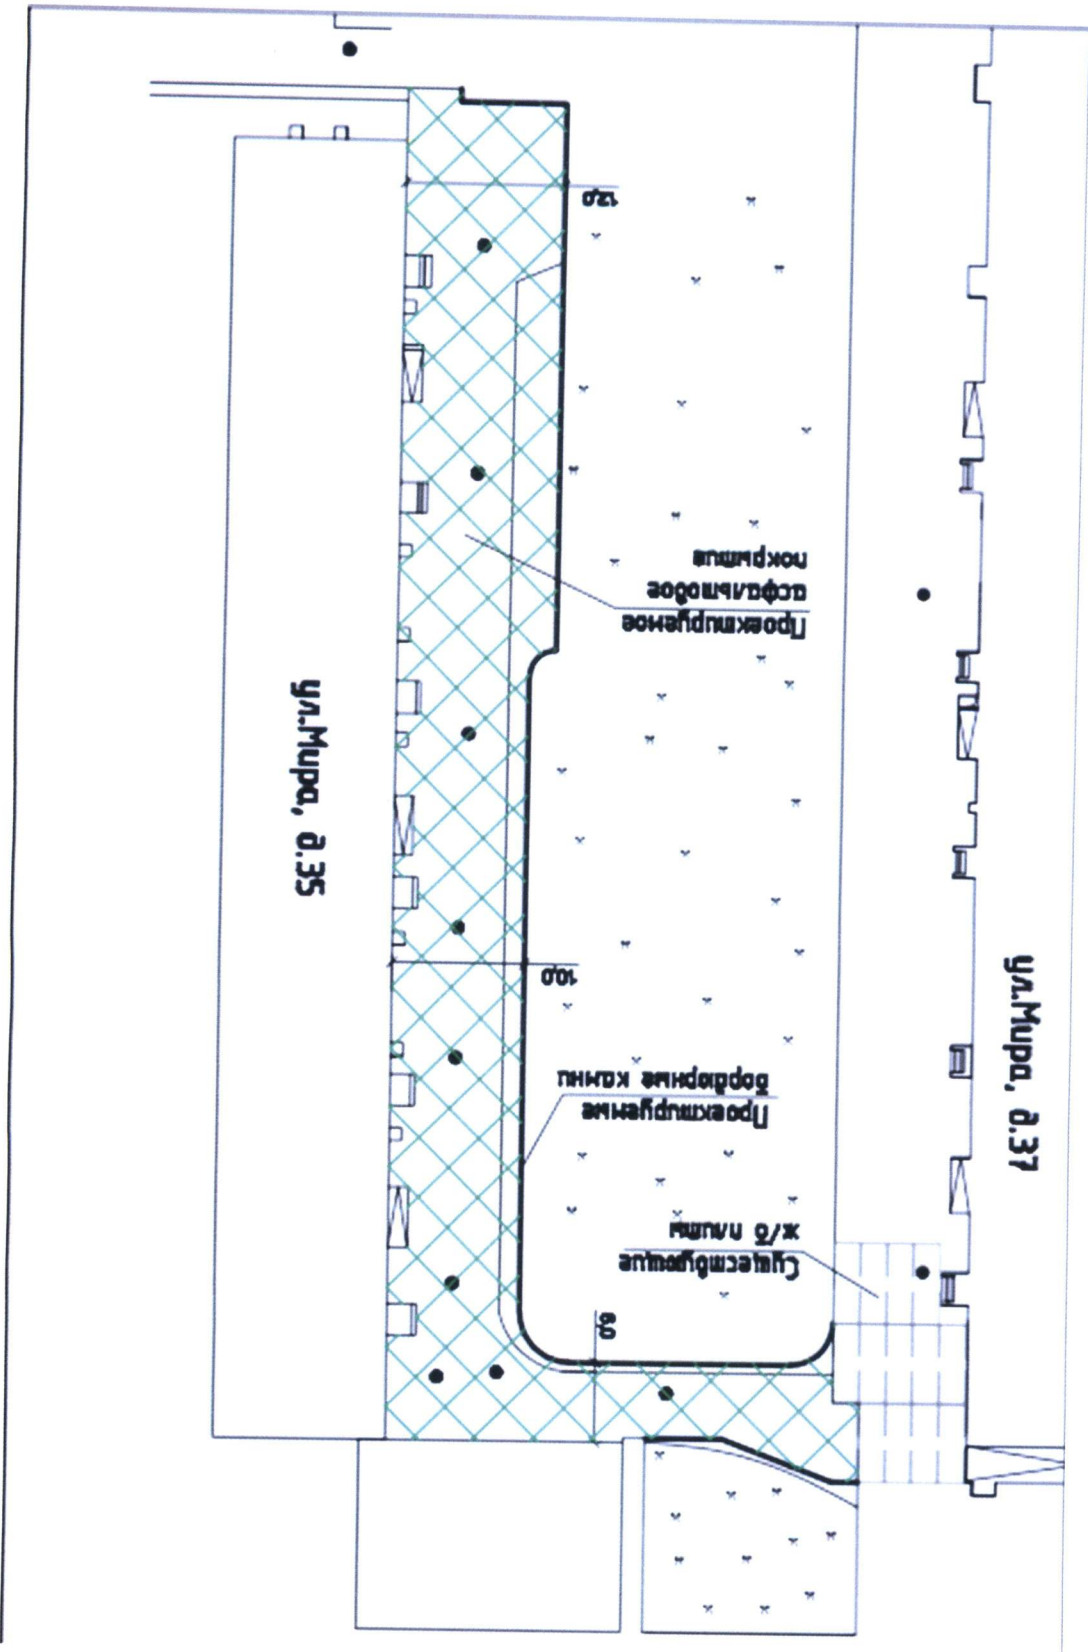 12,0
Проектируемое
асфальтовое
покрытие
ул.Мира, д.35
10,0
ул.Мира, д.37
Проектируемые
бордюрные камни
Существующие
ж/б плиты
6,0